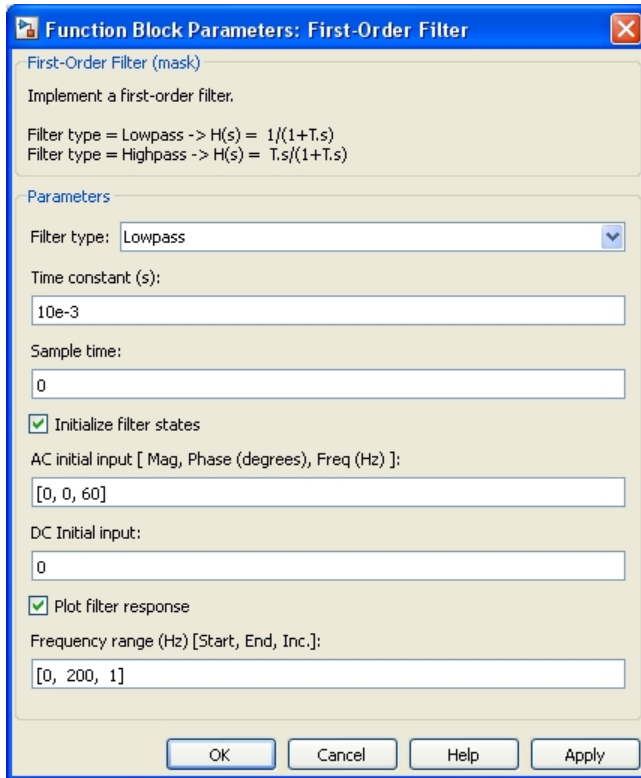 Function Block Parameters: First-Order Filter
First-Order Filter (mask)
Implement a first-order filter.
Filter type = Lowpass -> H(s) =  1/(1+T.s)
Filter type = Highpass -> H(s) =  T.s/(1+T.s)
Parameters
Filter type: Lowpass
Time constant (s):
10e-3
Sample time:
0
Initialize filter states
AC initial input [ Mag, Phase (degrees), Freq (Hz) ]:
[0, 0, 60]
DC Initial input:
0
Plot filter response
Frequency range (Hz) [Start, End, Inc.]:
[0,  200, 1]
OK Cancel Help Apply